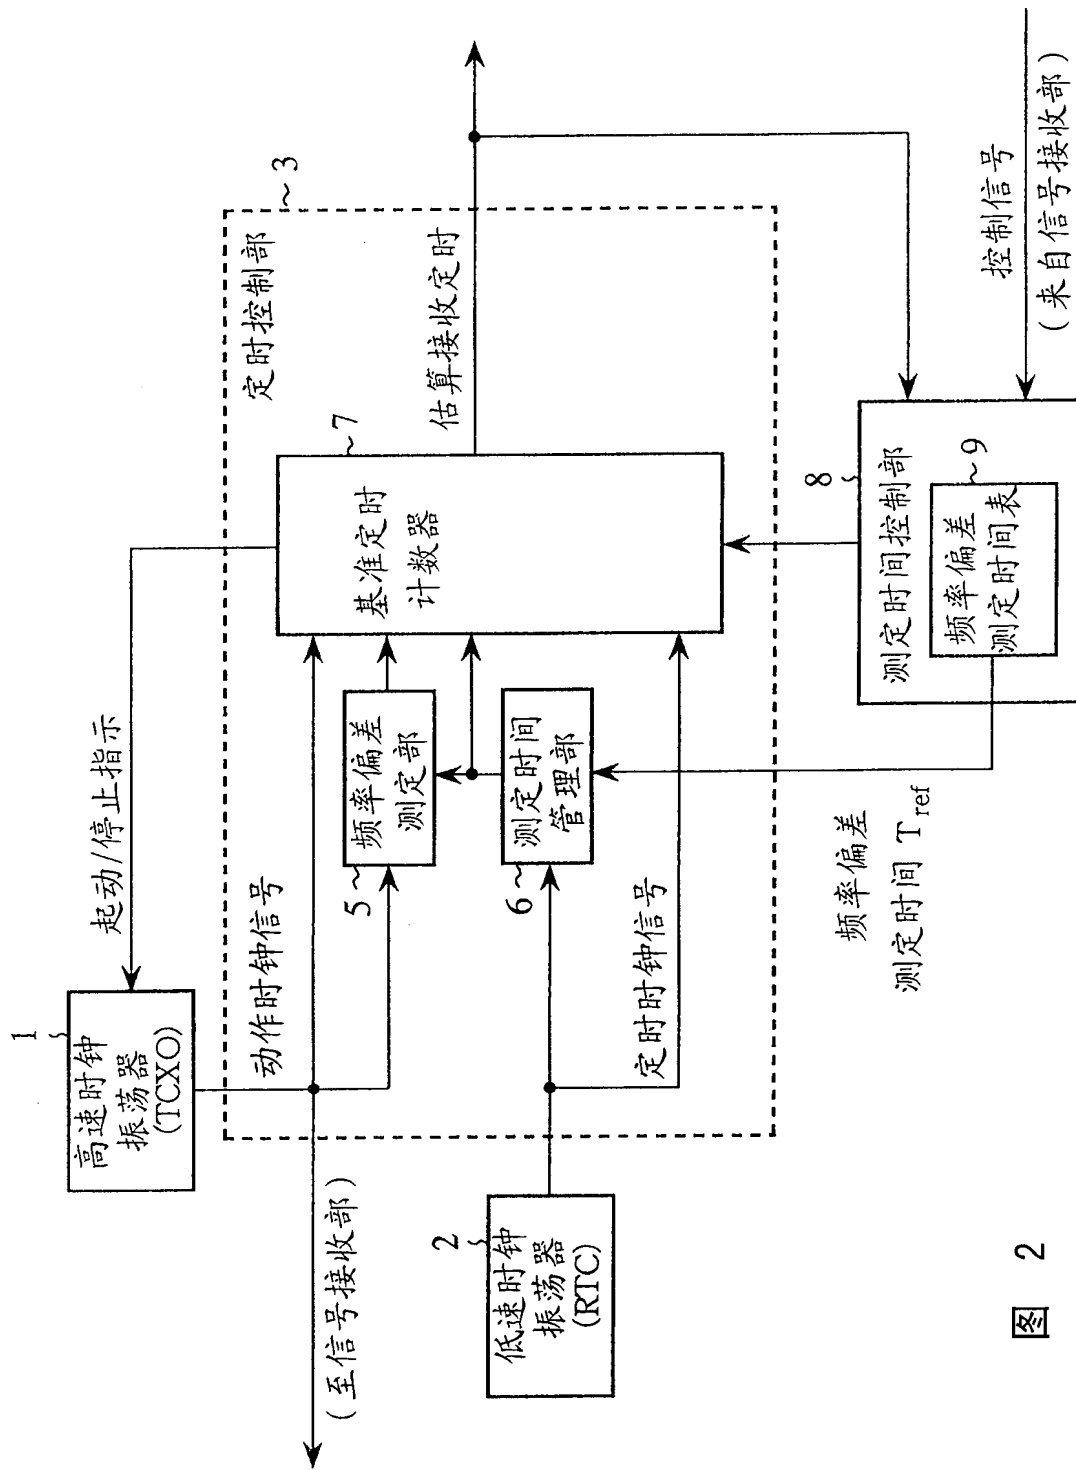 1
高速时钟
振荡器
(TCXO)
起动/停止指示
定时控制部
3
动作时钟信号
(至信号接收部)
5
频率偏差
测定部
基准定时
计数器
7
估算接收定时
2
低速时钟
振荡器
(RTC)
6
测定时间
管理部
定时时钟信号
8
测定时间控制部
频率偏差
测定时间表
9
频率偏差
测定时间 Tref
控制信号
(来自信号接收部)
图 2